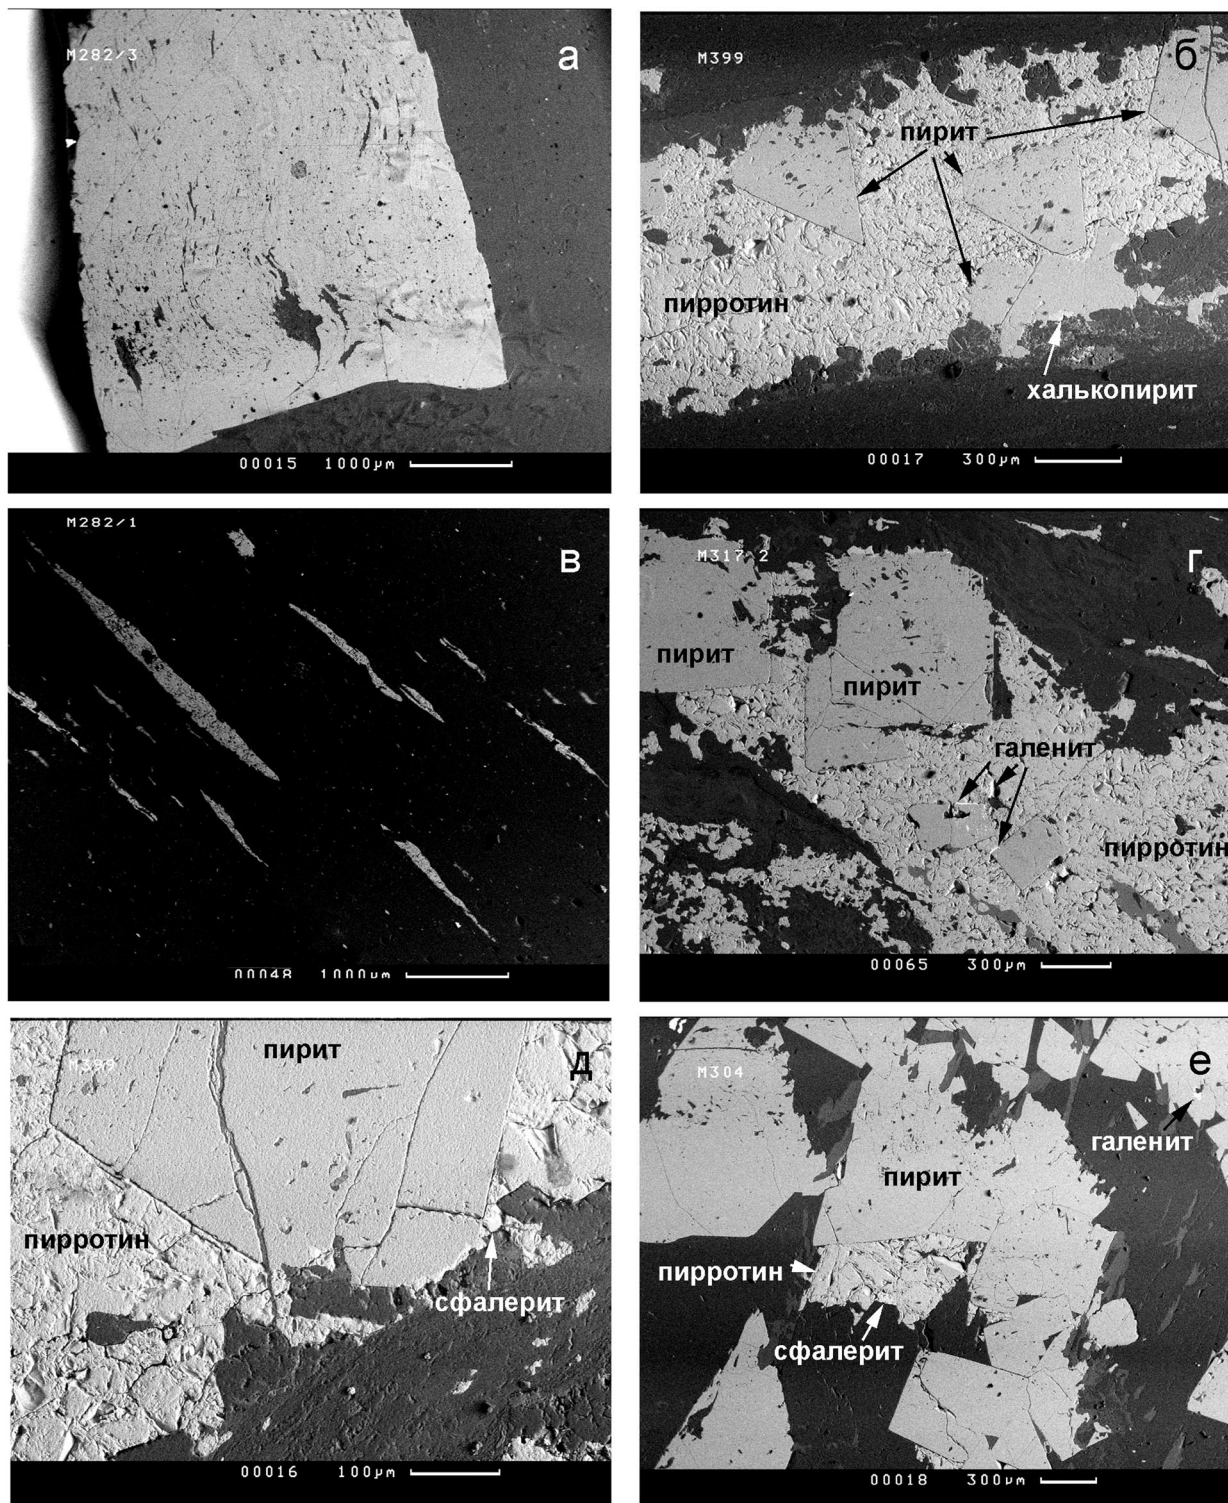 M282/3
а
00015 1000µm
M399
б
пирит
пирротин
халькопирит
00017 300µm
M282/1
в
00048 1000µm
M317 2
г
пирит
пирит
галенит
пирротин
00065 300µm
M399
д
пирит
пирротин
сфалерит
00016 100µm
M304
е
галенит
пирит
пирротин
сфалерит
00018 300µm